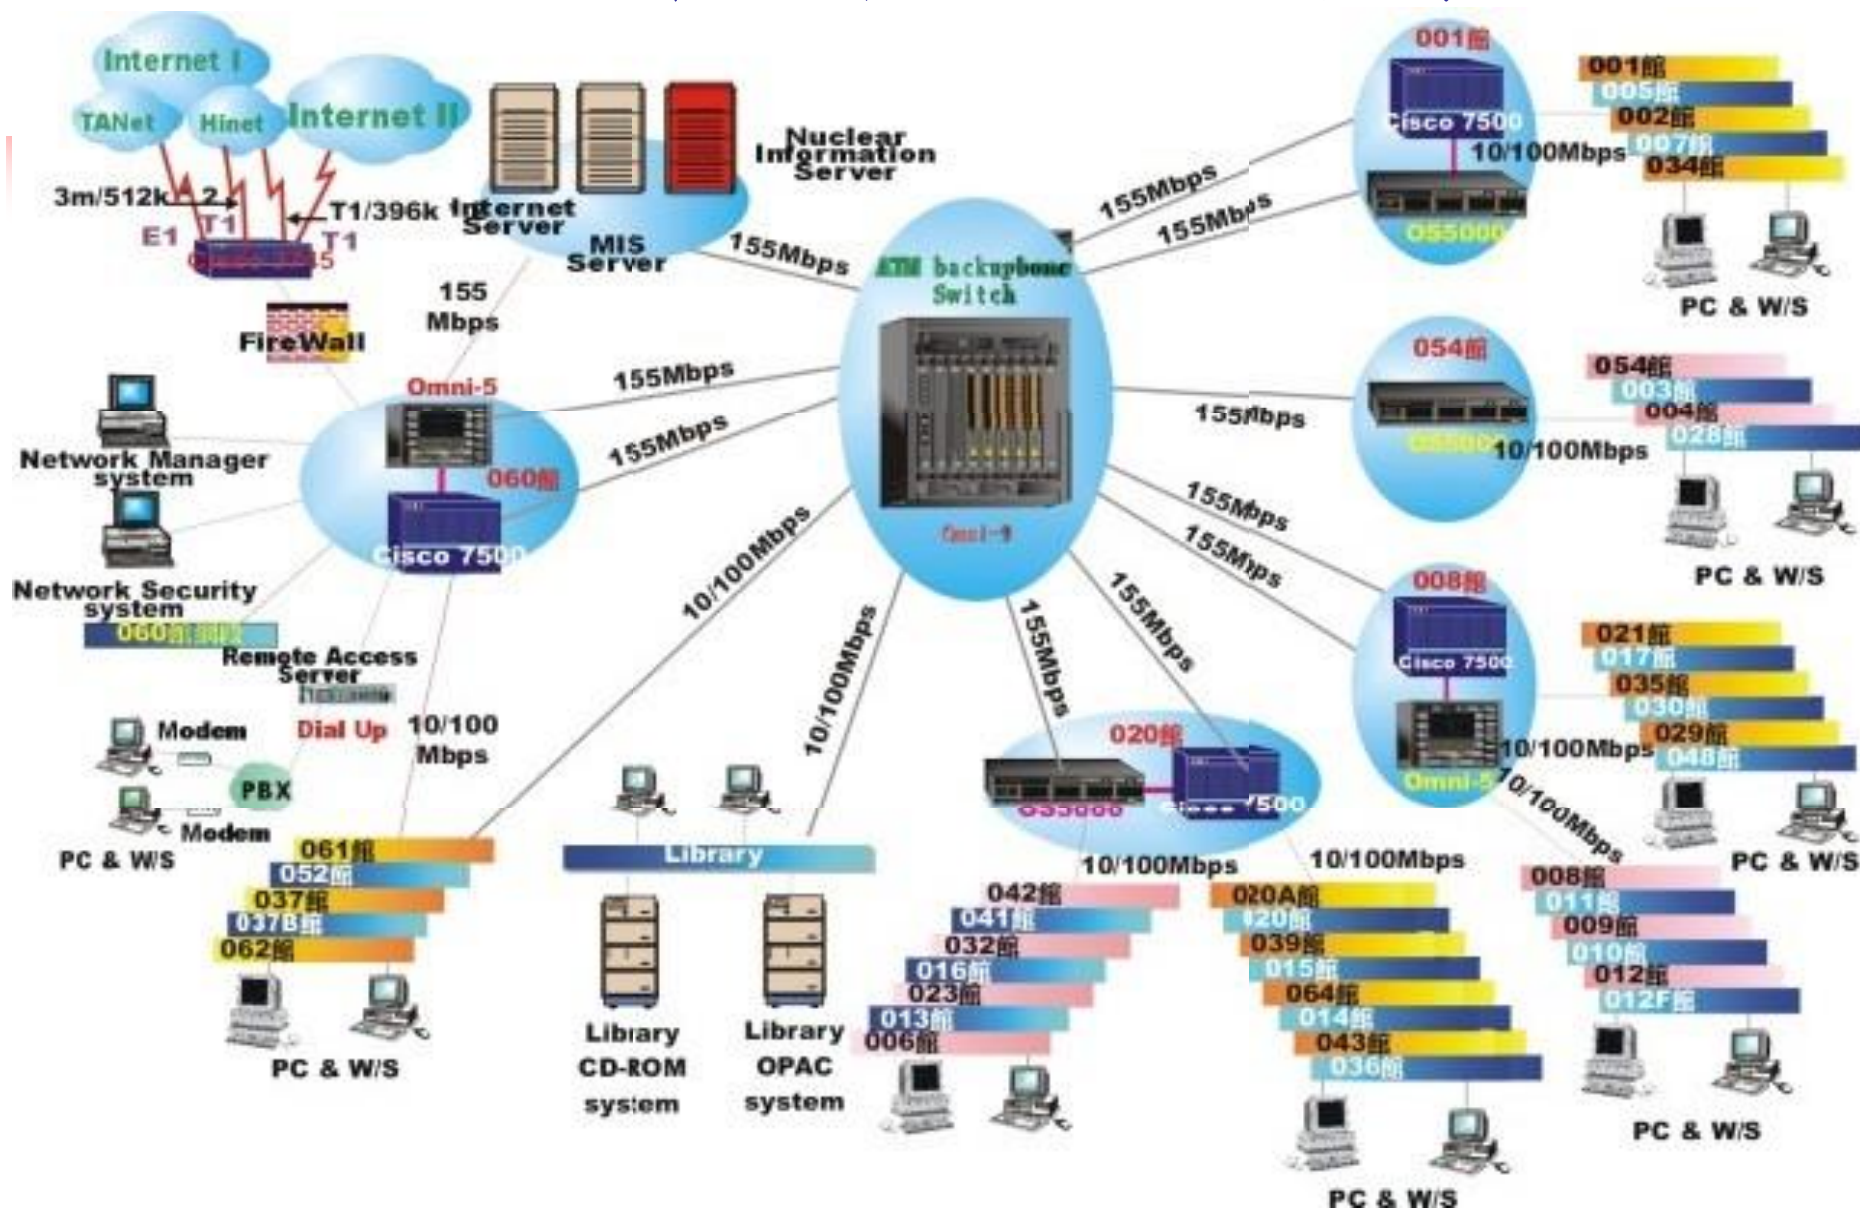 Internet I
TANet
Hinet
Internet II
3m/512k
2
T1
T1/396k
E1
T1
Internet
Server
MIS
Server
Nuclear
Information
Server
FireWall
155
Mbps
155Mbps
Omni-5
060館
Cisco 7500
155Mbps
155Mbps
Network Manager
system
Network Security
system
Remote Access
Server
Dial Up
Modem
PBX
Modem
PC & W/S
10/100
Mbps
10/100Mbps
10/100Mbps
061館
052館
037館
037B館
062館
PC & W/S
Library
Library
CD-ROM
system
Library
OPAC
system
ATM backupbone
Switch
155Mbps
155Mbps
001館
Cisco 7500
10/100Mbps
OS5000
001館
005館
002館
007館
034館
PC & W/S
155Mbps
054館
10/100Mbps
054館
003館
004館
028館
PC & W/S
155Mbps
155Mbps
008館
Cisco 7500
Omni-5
10/100Mbps
10/100Mbps
021館
017館
035館
030館
029館
048館
PC & W/S
008館
011館
009館
010館
012館
012F館
PC & W/S
155Mbps
155Mbps
020館
OS5000
Cisco 7500
10/100Mbps
10/100Mbps
042館
041館
032館
016館
023館
013館
006館
PC & W/S
020A館
020館
039館
015館
064館
014館
043館
036館
PC & W/S